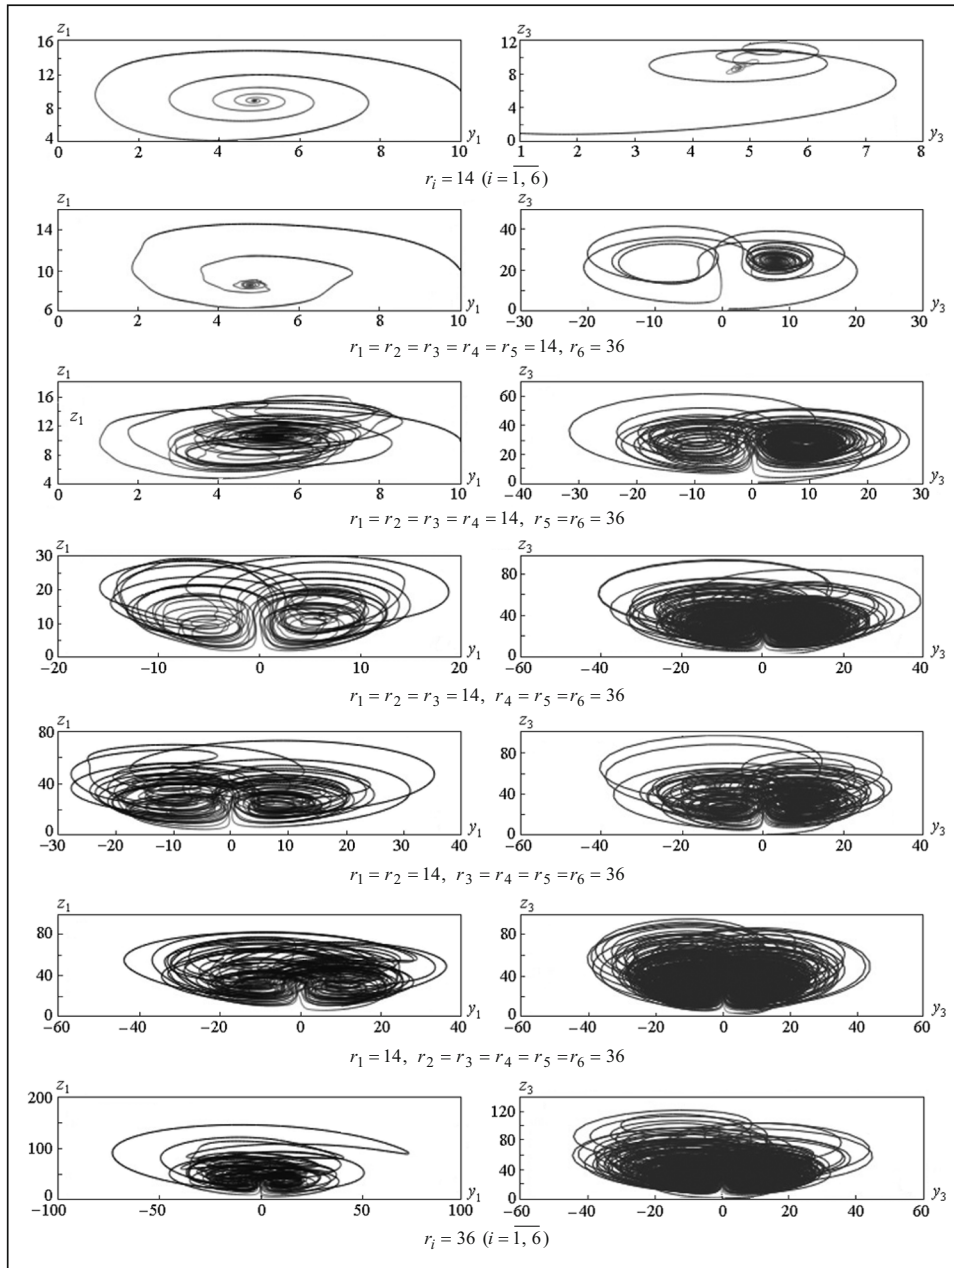 z₁ z₃
16 12
12 8
8 4
4 0
y₁ y₃
0 2 4 6 8 10 1 2 3 4 5 6 7 8
rᵢ = 14 (i = 1, 6)
z₁ z₃
14 40
10 20
6 0
y₁ y₃
0 2 4 6 8 10 −30 −20 −10 0 10 20 30
r₁ = r₂ = r₃ = r₄ = r₅ = 14, r₆ = 36
z₁ z₃
16 60
z₁
12 40
8 20
4 0
y₁ y₃
0 2 4 6 8 10 −40 −30 −20 −10 0 10 20 30
r₁ = r₂ = r₃ = r₄ = 14, r₅ = r₆ = 36
z₁ z₃
30 80
20 40
10 0
0
y₁ y₃
−20 −10 0 10 20 −60 −40 −20 0 20 40
r₁ = r₂ = r₃ = 14, r₄ = r₅ = r₆ = 36
z₁ z₃
80 80
40 40
0 0
y₁ y₃
−30 −20 −10 0 10 20 30 40 −60 −40 −20 0 20 40
r₁ = r₂ = 14, r₃ = r₄ = r₅ = r₆ = 36
z₁ z₃
80 80
40 40
0 0
y₁ y₃
−60 −40 −20 0 20 40 −60 −40 −20 0 20 40 60
r₁ = 14, r₂ = r₃ = r₄ = r₅ = r₆ = 36
z₁ z₃
200 120
100 80
0 40
0
y₁ y₃
−100 −50 0 50 100 −60 −40 −20 0 20 40 60
rᵢ = 36 (i = 1, 6)